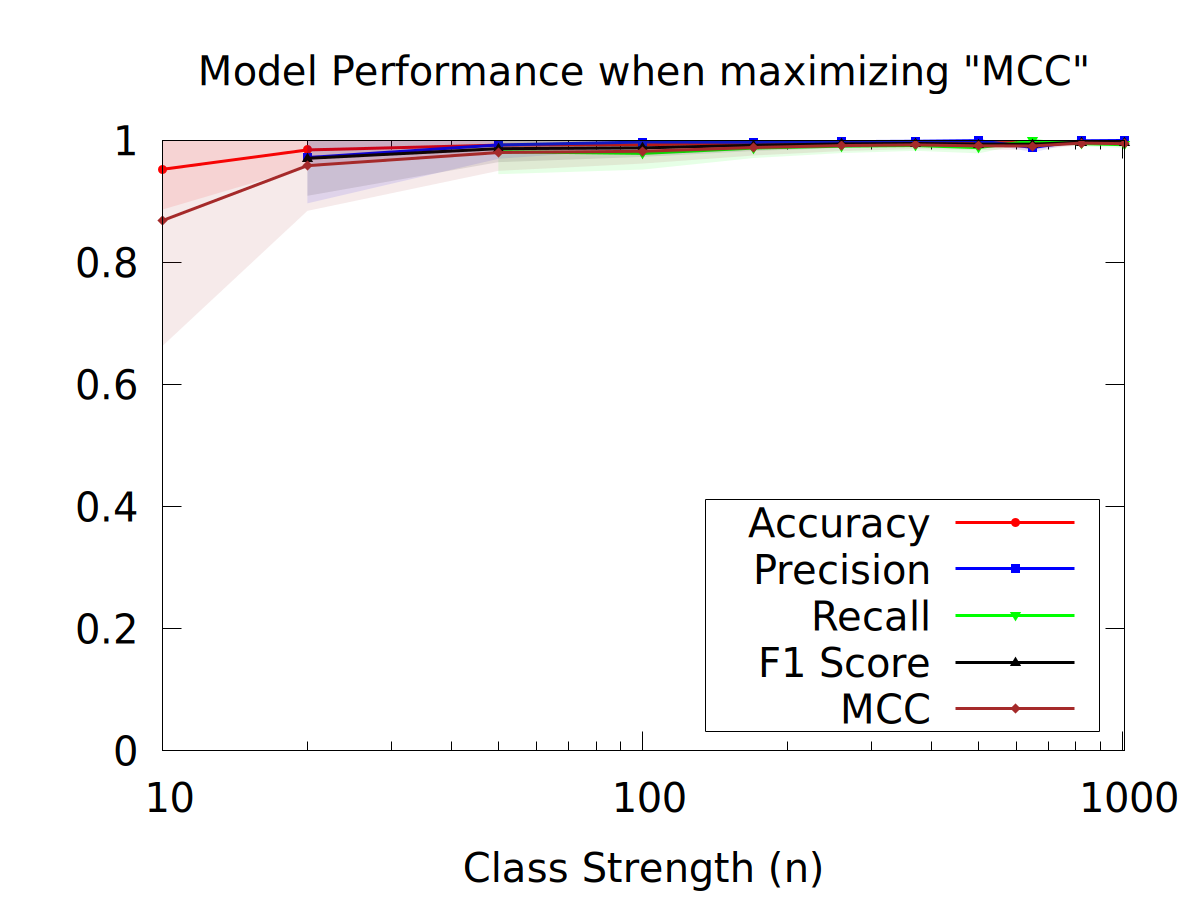 Model Performance when maximizing "MCC"
1
0.8
0.6
0.4
0.2
0
Accuracy
Precision
Recall
F1 Score
MCC
10 100 1000
Class Strength (n)